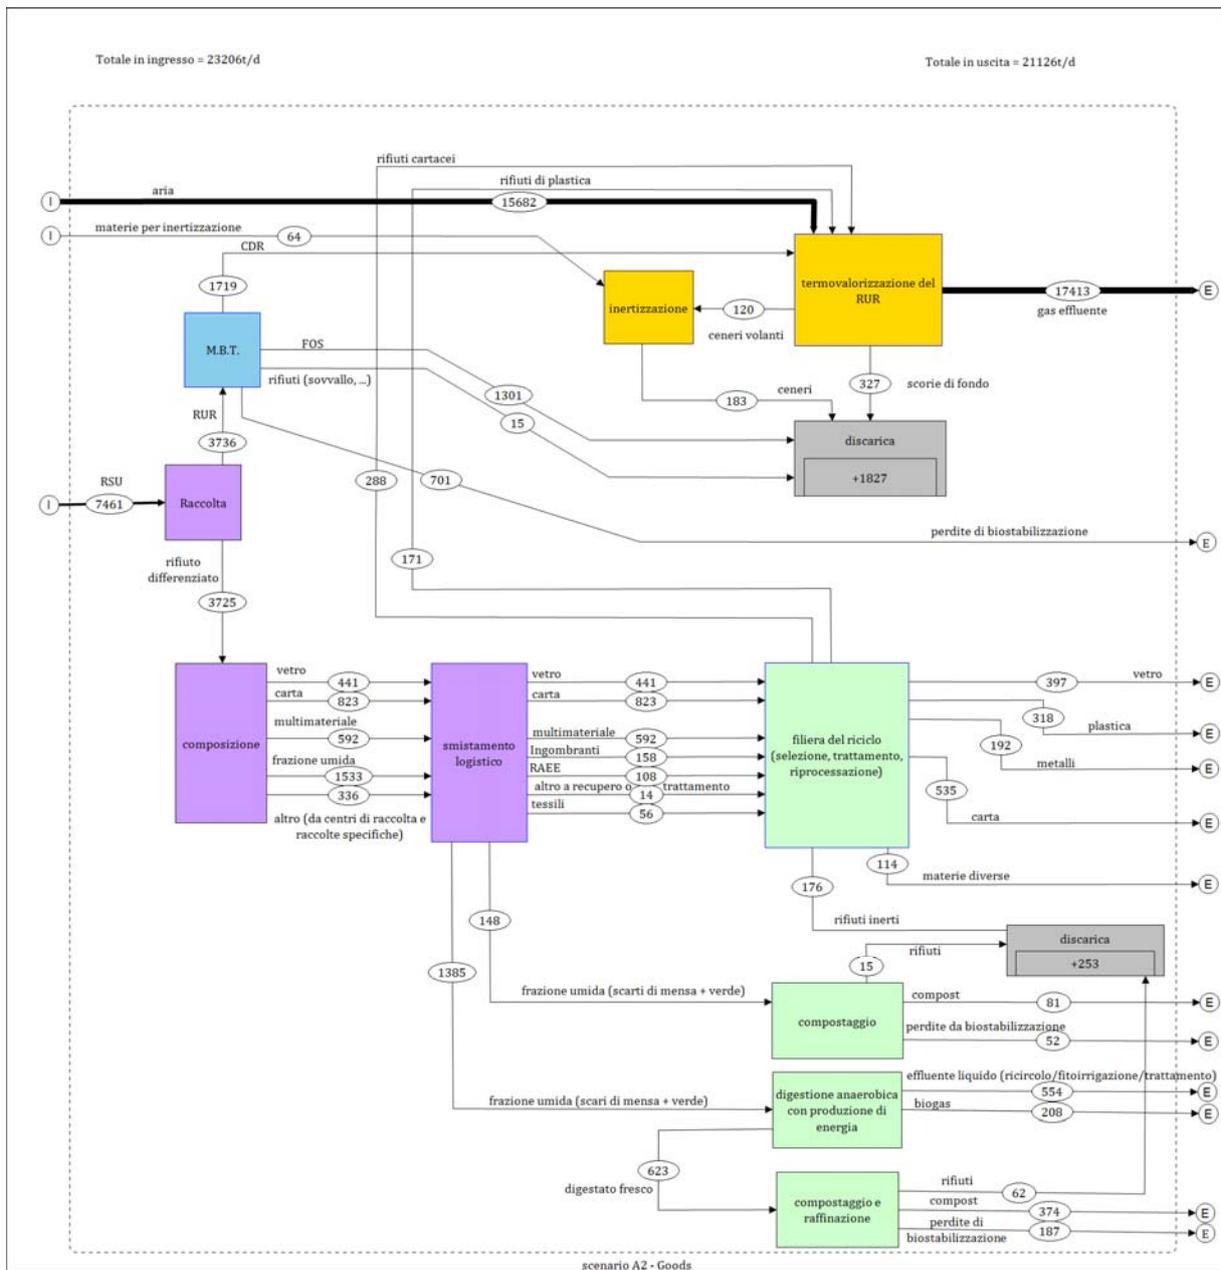 Totale in ingresso = 23206t/d
Totale in uscita = 21126t/d
rifiuti cartacei
rifiuti di plastica
aria
I
15682
materie per inertizzazione
I
64
CDR
1719
termovalorizzazione del
RUR
17413
E
gas effluente
inertizzazione
120
ceneri volanti
M.B.T.
FOS
rifiuti (sovvallo, ...)
1301
15
327
scorie di fondo
ceneri
183
RUR
3736
discarica
+1827
RSU
I
7461
Raccolta
288
701
perdite di biostabilizzazione
E
rifiuto
differenziato
171
3725
composizione
vetro
441
carta
823
multimateriale
592
frazione umida
1533
336
altro (da centri di raccolta e
raccolte specifiche)
smistamento
logistico
vetro
441
carta
823
multimateriale
592
Ingombranti
158
RAEE
108
altro a recupero o trattamento
14
tessili
56
filiera del riciclo
(selezione, trattamento,
riprocessazione)
397
vetro
E
318
plastica
E
192
metalli
E
535
carta
E
114
materie diverse
E
176
rifiuti inerti
148
1385
discarica
+253
rifiuti
15
frazione umida (scarti di mensa + verde)
compostaggio
compost
81
E
perdite da biostabilizzazione
52
E
frazione umida (scari di mensa + verde)
digestione anaerobica
con produzione di
energia
effluente liquido (ricircolo/fitoirrigazione/trattamento)
554
E
biogas
208
E
623
digestato fresco
compostaggio e
raffinazione
rifiuti
62
compost
374
E
perdite di
biostabilizzazione
187
E
scenario A2 - Goods